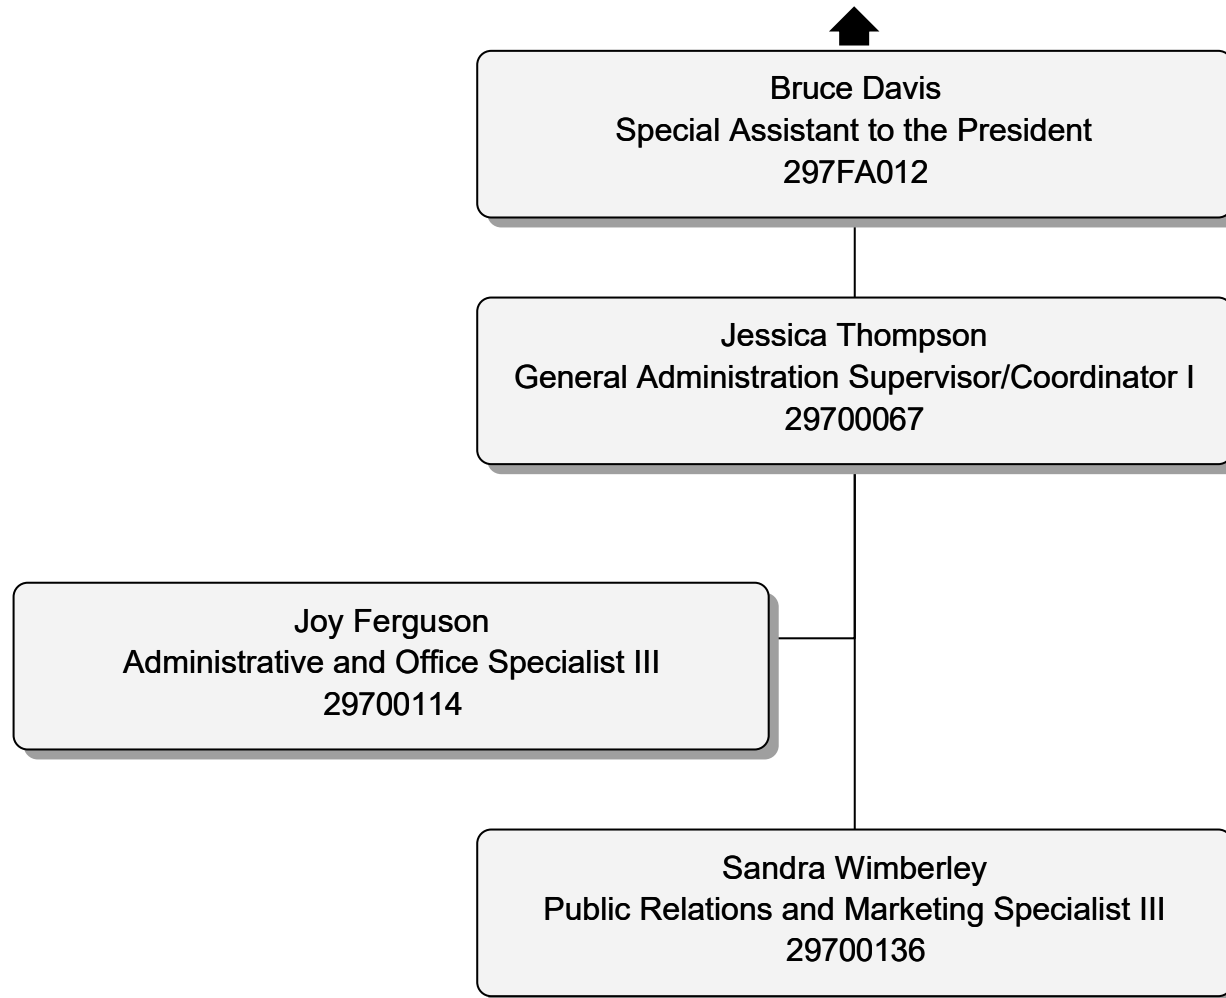 Bruce Davis
Special Assistant to the President
297FA012
Jessica Thompson
General Administration Supervisor/Coordinator I
29700067
Joy Ferguson
Administrative and Office Specialist III
29700114
Sandra Wimberley
Public Relations and Marketing Specialist III
29700136